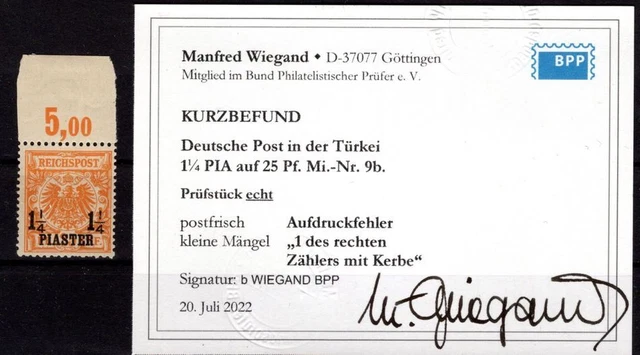 5,00
REICHSPOST
1¼ 1¼
PIASTER
Manfred Wiegand ♦ D-37077 Göttingen
Mitglied im Bund Philatelistischer Prüfer e. V.
BPP
KURZBEFUND
Deutsche Post in der Türkei
1¼ PIA auf 25 Pf. Mi.-Nr. 9b.
Prüfstück echt
postfrisch Aufdruckfehler
kleine Mängel „1 des rechten
Zählers mit Kerbe“
Signatur: b WIEGAND BPP
20. Juli 2022
M. Wiegand